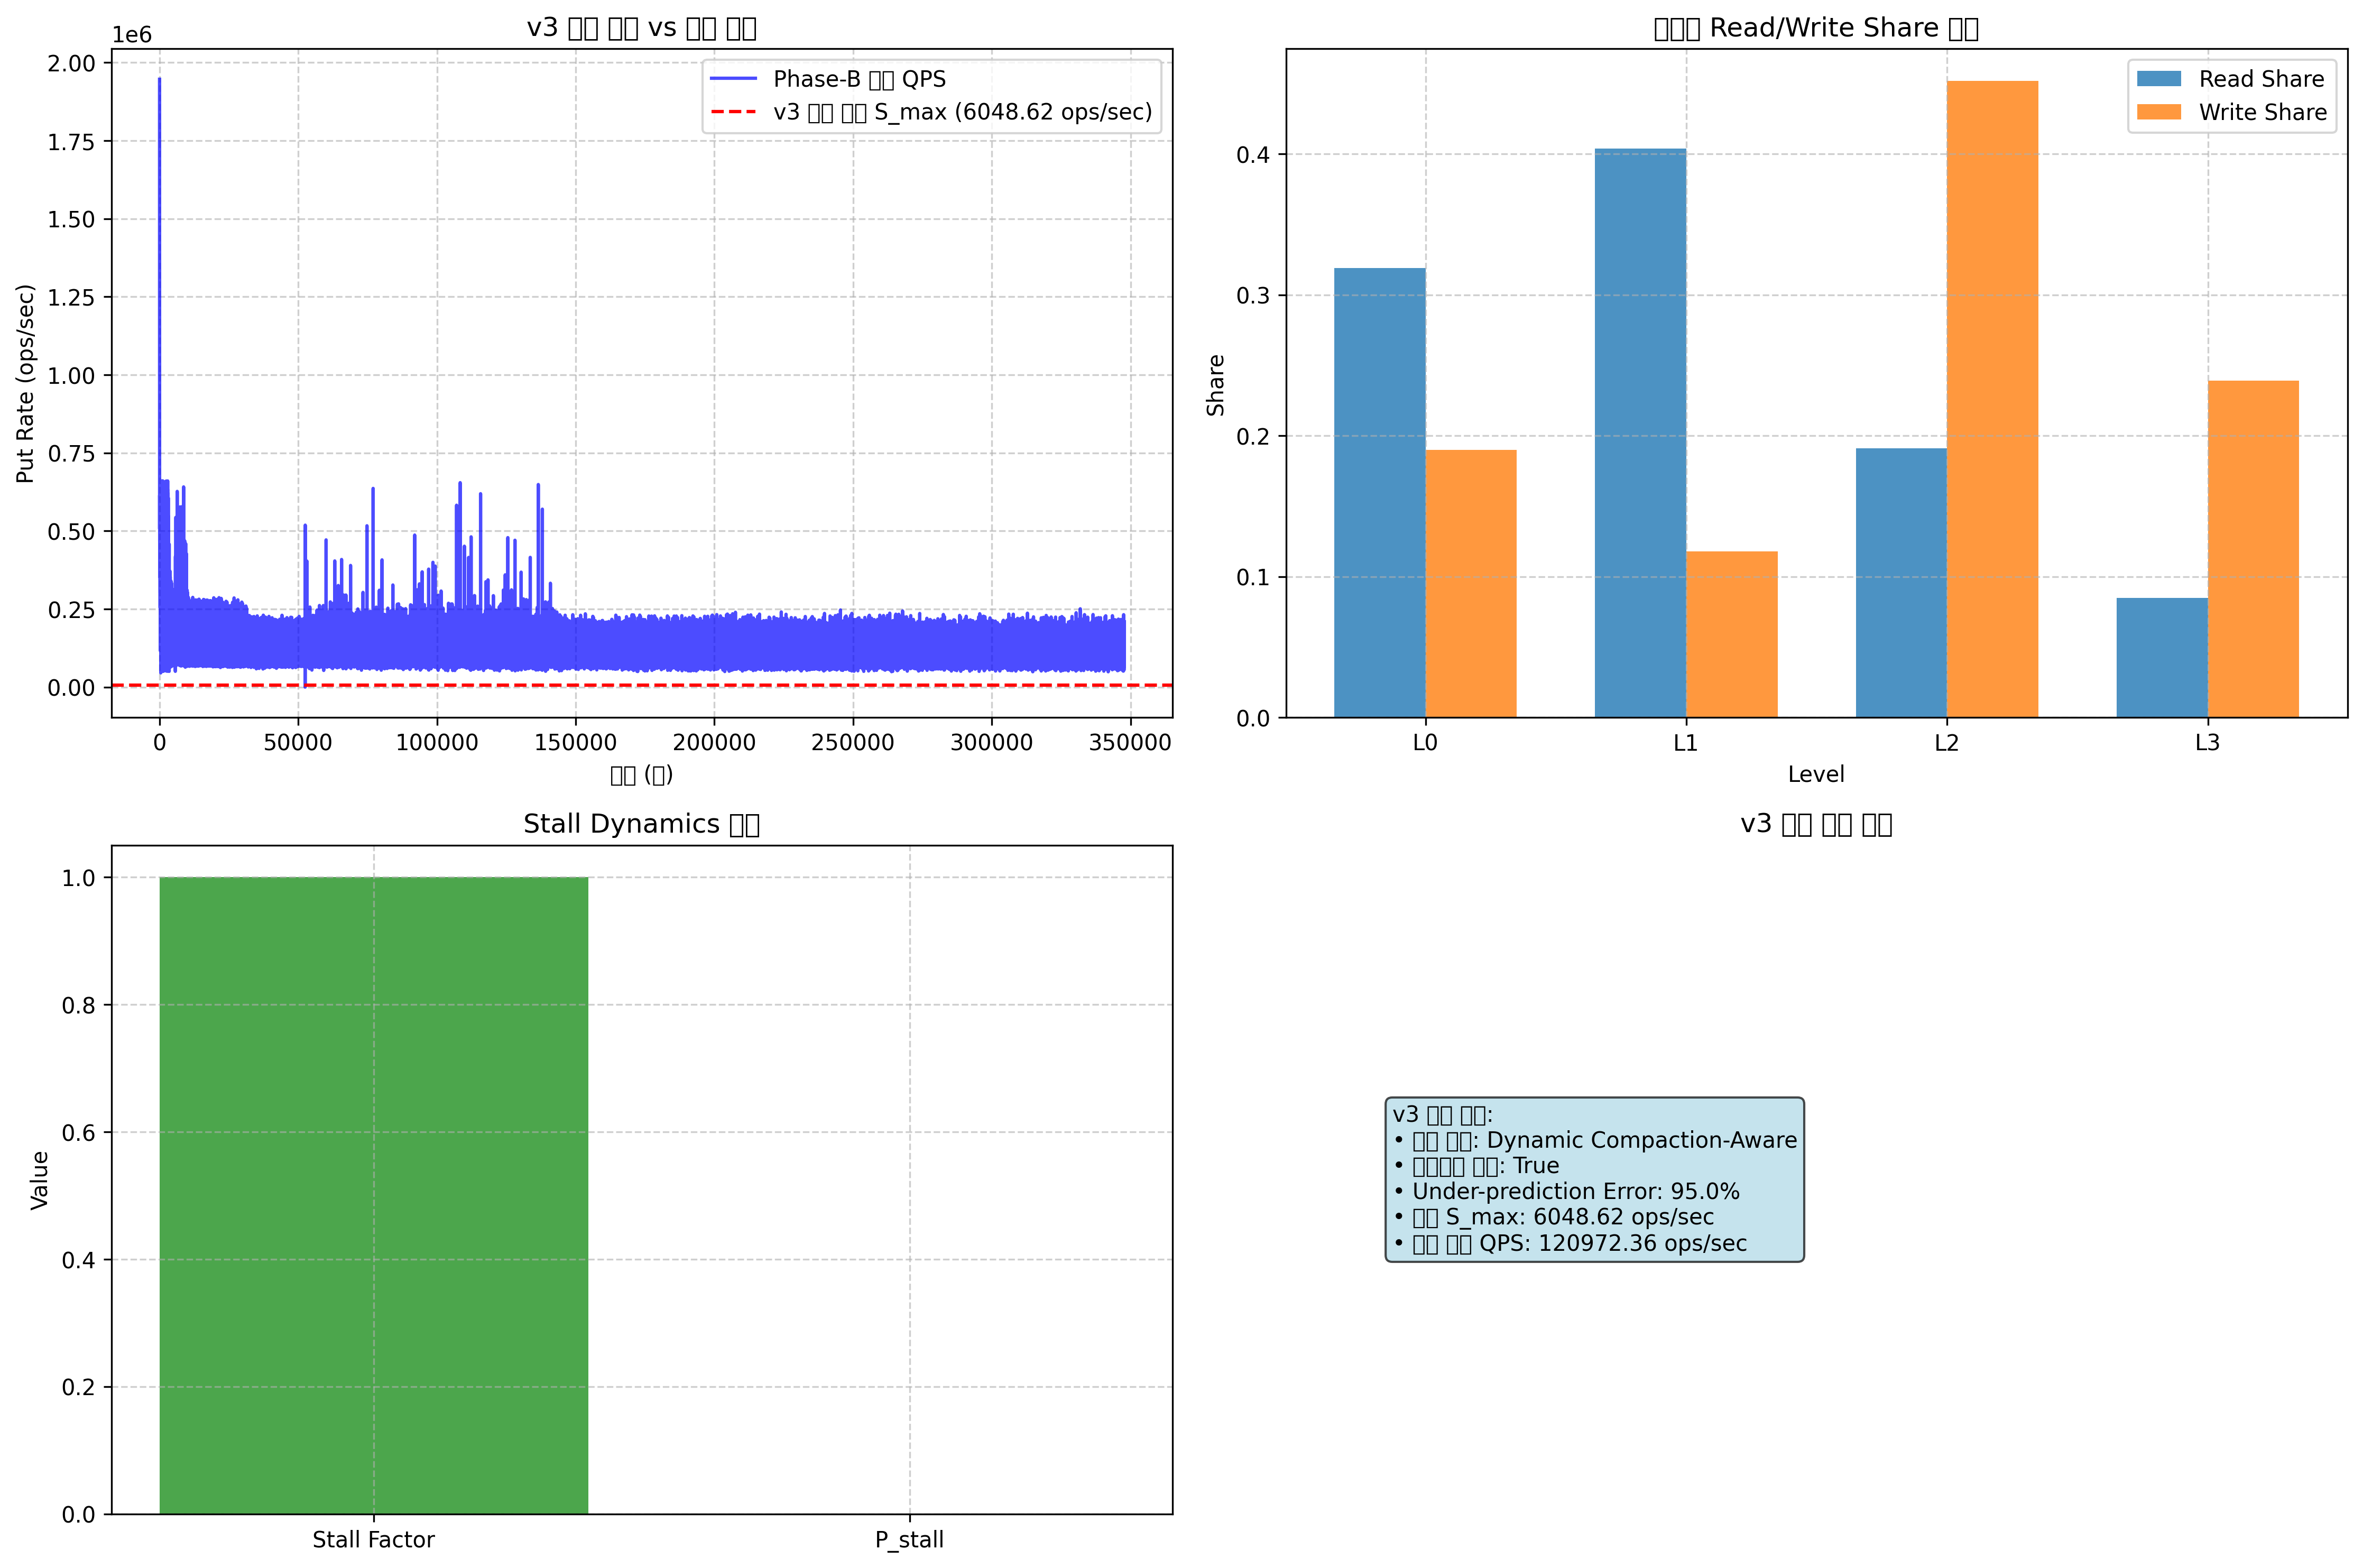 v3 vs
1e6
2.00
1.75
1.50
1.25
1.00
0.75
0.50
0.25
0.00
Put Rate (ops/sec)
Phase-B QPS
v3 S_max (6048.62 ops/sec)
0 50000 100000 150000 200000 250000 300000 350000
Read/Write Share
0.4
0.3
0.2
0.1
0.0
Share
Read Share
Write Share
L0 L1 L2 L3
Level
Stall Dynamics
1.0
0.8
0.6
0.4
0.2
0.0
Value
Stall Factor P_stall
v3
v3 :
• : Dynamic Compaction-Aware
• : True
• Under-prediction Error: 95.0%
• S_max: 6048.62 ops/sec
• QPS: 120972.36 ops/sec